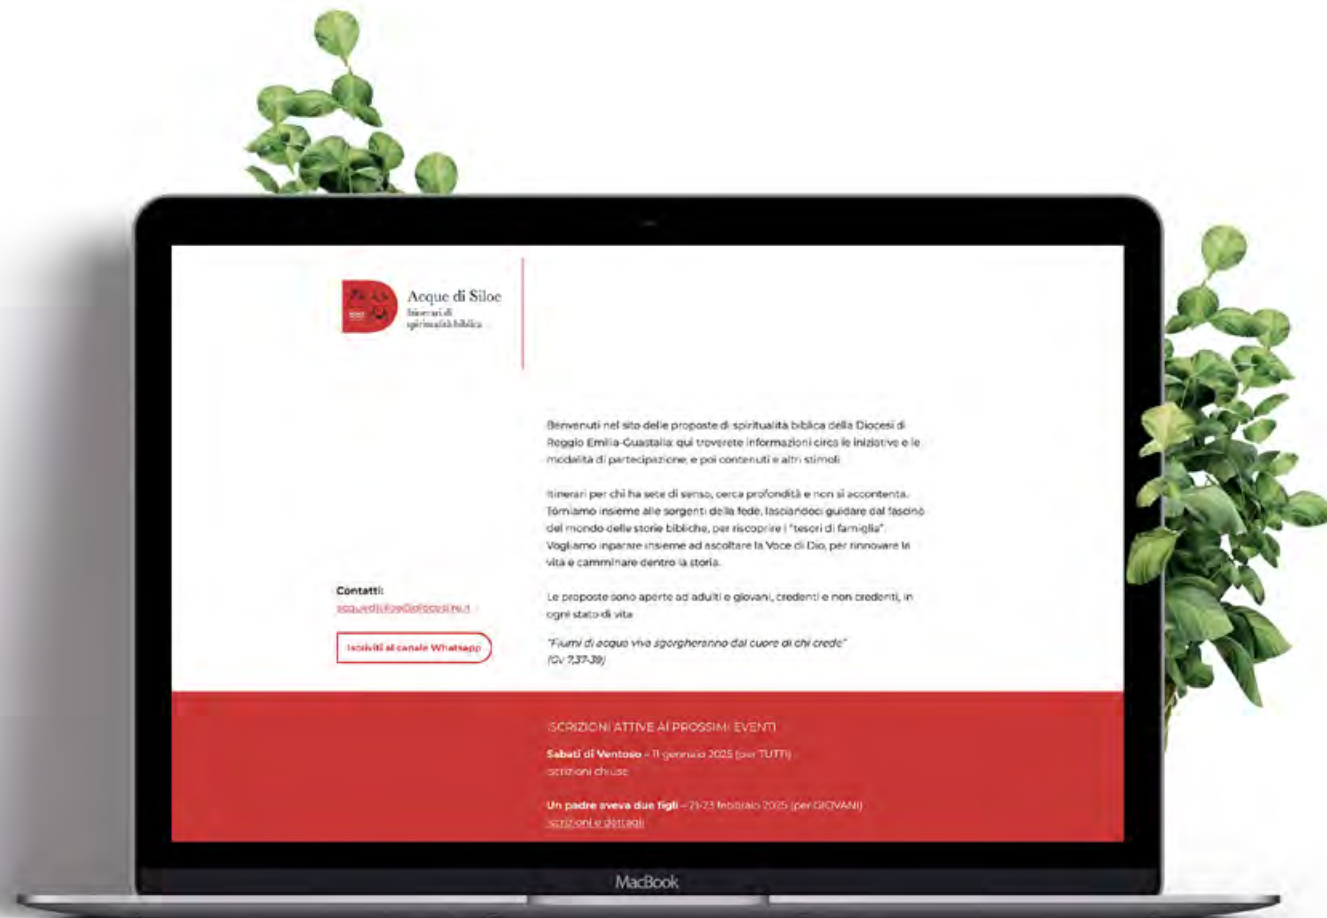 Acque di Siloe
Itinerari di
spiritualità biblica
Benvenuti nel sito delle proposte di spiritualità biblica della Diocesi di
Reggio Emilia-Guastalla: qui troverete informazioni circa le iniziative e le
modalità di partecipazione, e poi contenuti e altri stimoli.
Itinerari per chi ha sete di senso, cerca profondità e non si accontenta.
Torniamo insieme alle sorgenti della fede, lasciandoci guidare dal fascino
del mondo delle storie bibliche, per riscoprire i "tesori di famiglia".
Vogliamo inparare insieme ad ascoltare la Voce di Dio, per rinnovare la
vita e camminare dentro la storia.
Le proposte sono aperte ad adulti e giovani, credenti e non credenti, in
ogni stato di vita
"Fiumi di acqua viva sgorgheranno dal cuore di chi crede"
(Gv 7,37-39)
Contatti:
acquedisiloe@diocesire.it
Iscriviti al canale Whatsapp
ISCRIZIONI ATTIVE AI PROSSIMI EVENTI
Sabati di Ventoso – 11 gennaio 2025 (per TUTTI)
iscrizioni chiuse
Un padre aveva due figli – 21-23 febbraio 2025 (per GIOVANI)
iscrizioni e dettagli
MacBook